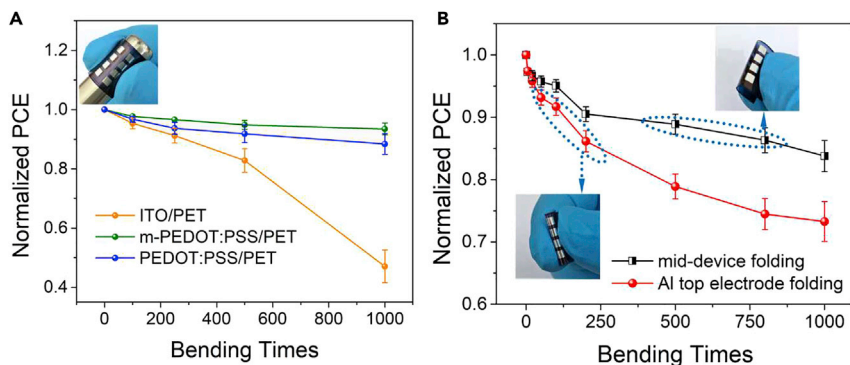 A
Normalized PCE
1.2
1.0
0.8
0.6
0.4
ITO/PET
m-PEDOT:PSS/PET
PEDOT:PSS/PET
0 200 400 600 800 1000
Bending Times
B
Normalized PCE
1.0
0.9
0.8
0.7
0.6
mid-device folding
Al top electrode folding
0 250 500 750 1000
Bending Times